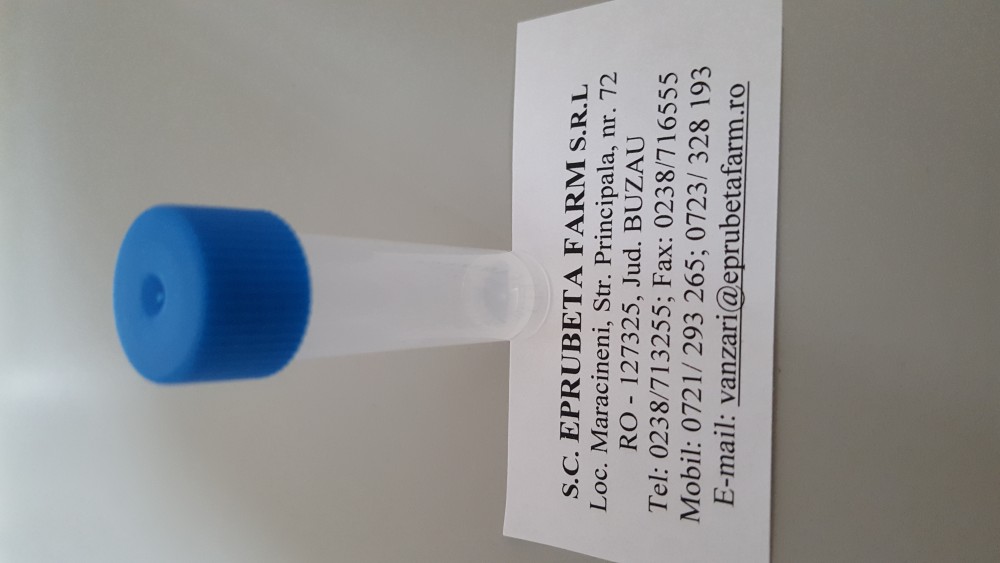 S.C. EPRUBETA FARM S.R.L
Loc. Maracineni, Str. Principala, nr. 72
RO - 127325, Jud. BUZAU
Tel: 0238/713255; Fax: 0238/716555
Mobil: 0721/ 293 265; 0723/ 328 193
E-mail: vanzari@eprubetafarm.ro